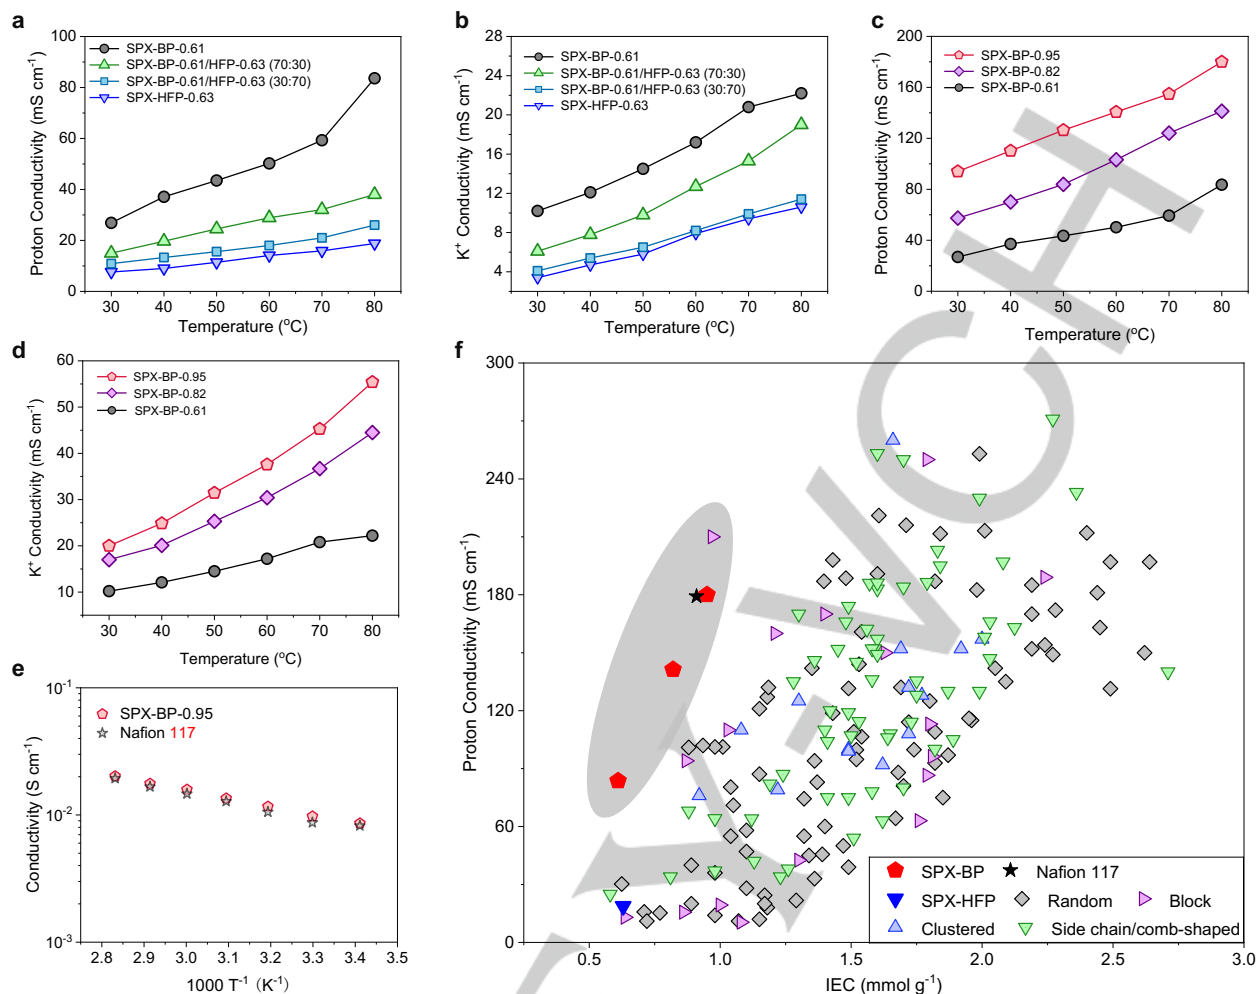 a
Proton Conductivity (mS cm⁻¹)
100
80
60
40
20
0
SPX-BP-0.61
SPX-BP-0.61/HFP-0.63 (70:30)
SPX-BP-0.61/HFP-0.63 (30:70)
SPX-HFP-0.63
30 40 50 60 70 80
Temperature (°C)
b
K⁺ Conductivity (mS cm⁻¹)
28
24
20
16
12
8
4
SPX-BP-0.61
SPX-BP-0.61/HFP-0.63 (70:30)
SPX-BP-0.61/HFP-0.63 (30:70)
SPX-HFP-0.63
30 40 50 60 70 80
Temperature (°C)
c
Proton Conductivity (mS cm⁻¹)
200
160
120
80
40
0
SPX-BP-0.95
SPX-BP-0.82
SPX-BP-0.61
30 40 50 60 70 80
Temperature (°C)
d
K⁺ Conductivity (mS cm⁻¹)
60
50
40
30
20
10
SPX-BP-0.95
SPX-BP-0.82
SPX-BP-0.61
30 40 50 60 70 80
Temperature (°C)
e
Conductivity (S cm⁻¹)
10⁻¹
10⁻²
10⁻³
SPX-BP-0.95
Nafion 117
2.8 2.9 3.0 3.1 3.2 3.3 3.4 3.5
1000 T⁻¹ (K⁻¹)
f
Proton Conductivity (mS cm⁻¹)
300
240
180
120
60
0
SPX-BP Nafion 117
SPX-HFP Random Block
Clustered Side chain/comb-shaped
0.5 1.0 1.5 2.0 2.5 3.0
IEC (mmol g⁻¹)